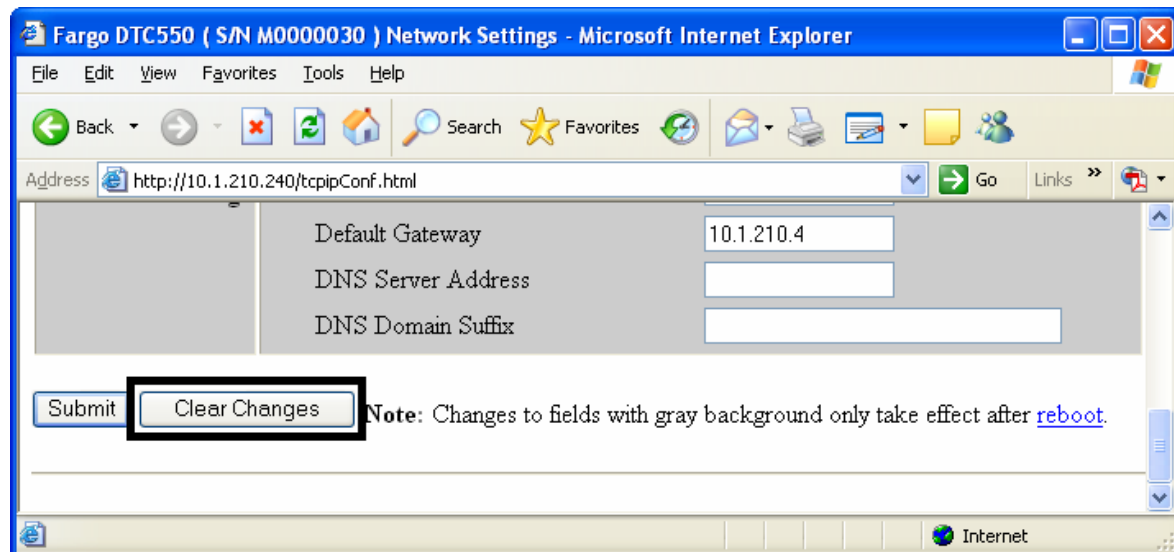 Fargo DTC550 ( S/N M0000030 ) Network Settings - Microsoft Internet Explorer
File Edit View Favorites Tools Help
Back Search Favorites
Address http://10.1.210.240/tcpipConf.html Go Links »
Default Gateway 10.1.210.4
DNS Server Address
DNS Domain Suffix
Submit Clear Changes Note: Changes to fields with gray background only take effect after reboot.
Internet